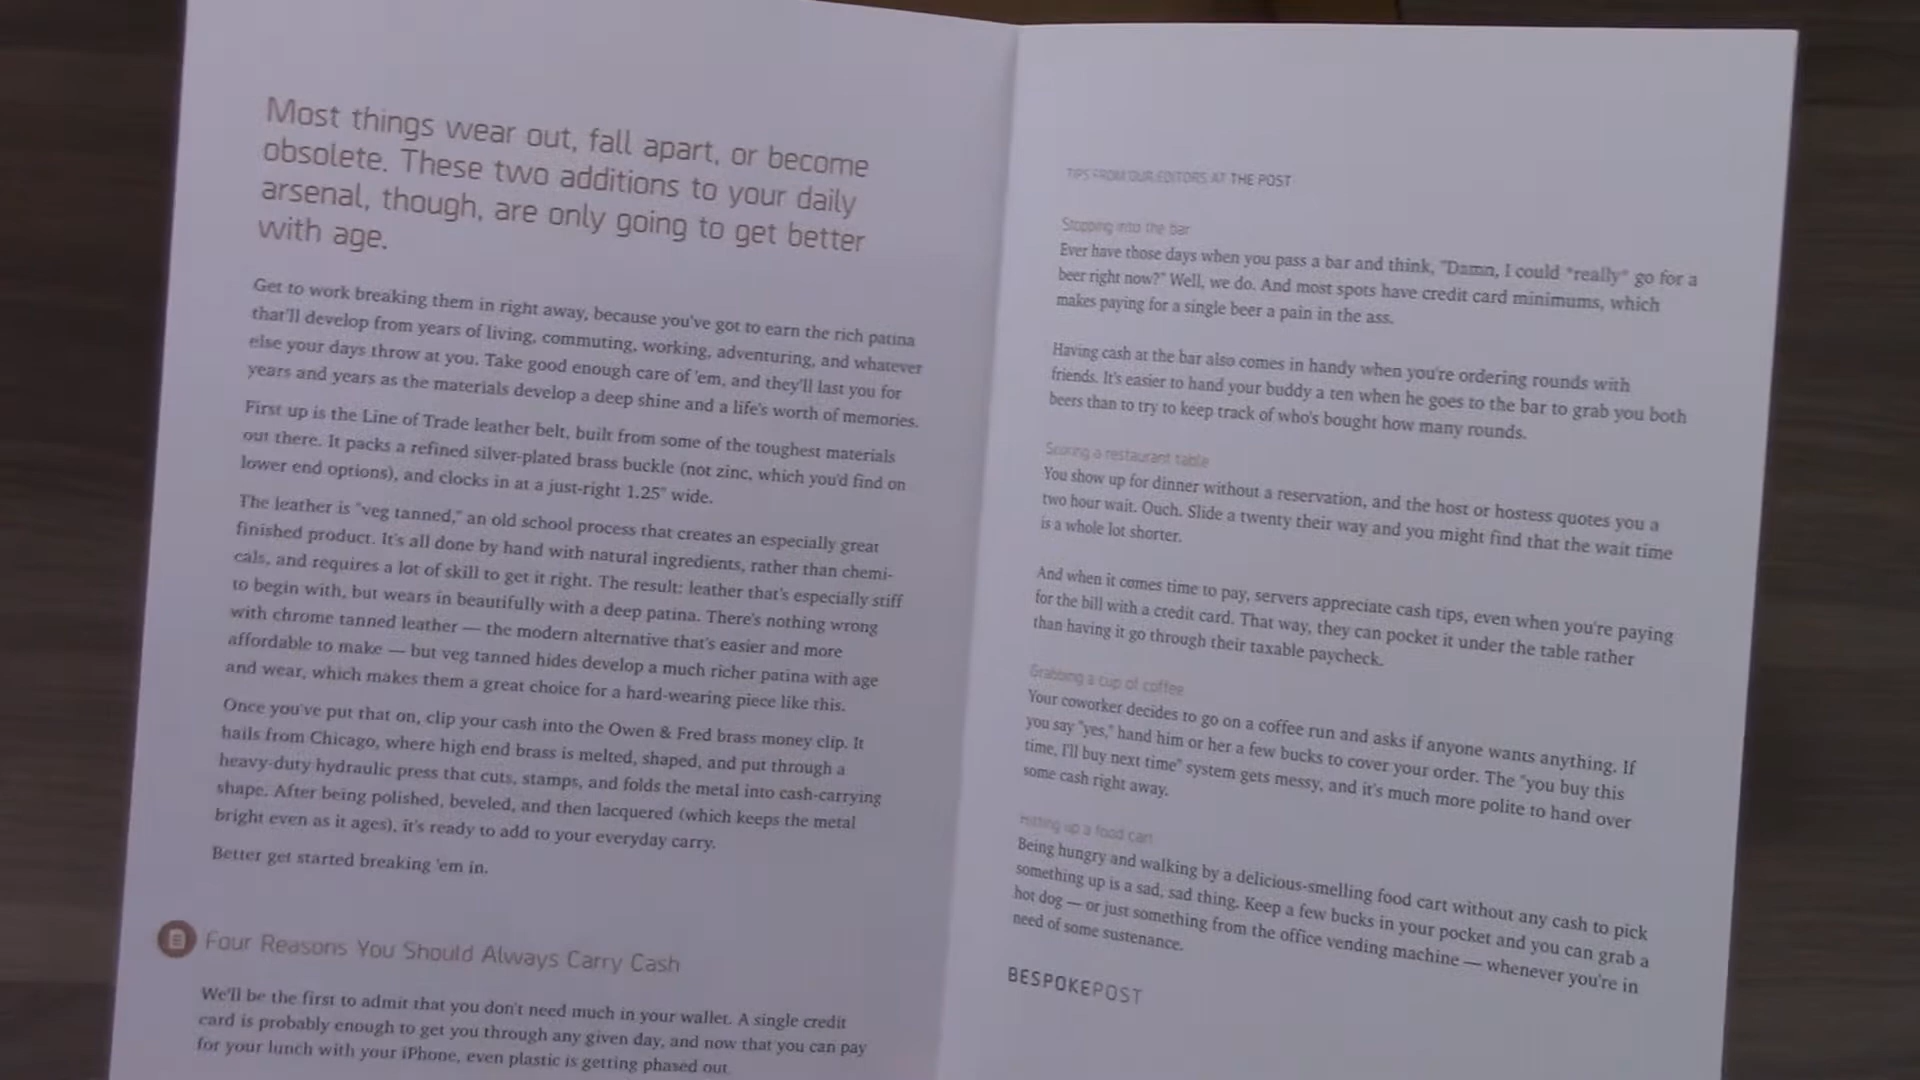 Most things wear out, fall apart, or become
obsolete. These two additions to your daily
arsenal, though, are only going to get better
with age.
Get to work breaking them in right away, because you've got to earn the rich patina
that'll develop from years of living, commuting, working, adventuring, and whatever
else your days throw at you. Take good enough care of 'em, and they'll last you for
years and years as the materials develop a deep shine and a life's worth of memories.
First up is the Line of Trade leather belt, built from some of the toughest materials
out there. It packs a refined silver-plated brass buckle (not zinc, which you'd find on
lower end options), and clocks in at a just-right 1.25" wide.
The leather is "veg tanned," an old school process that creates an especially great
finished product. It's all done by hand with natural ingredients, rather than chemi-
cals, and requires a lot of skill to get it right. The result: leather that's especially stiff
to begin with, but wears in beautifully with a deep patina. There's nothing wrong
with chrome tanned leather — the modern alternative that's easier and more
affordable to make — but veg tanned hides develop a much richer patina with age
and wear, which makes them a great choice for a hard-wearing piece like this.
Once you've put that on, clip your cash into the Owen & Fred brass money clip. It
hails from Chicago, where high end brass is melted, shaped, and put through a
heavy-duty hydraulic press that cuts, stamps, and folds the metal into cash-carrying
shape. After being polished, beveled, and then lacquered (which keeps the metal
bright even as it ages), it's ready to add to your everyday carry.
Better get started breaking 'em in.
Four Reasons You Should Always Carry Cash
We'll be the first to admit that you don't need much in your wallet. A single credit
card is probably enough to get you through any given day, and now that you can pay
for your lunch with your iPhone, even plastic is getting phased out.
TIPS FROM OUR EDITORS AT THE POST
Stopping into the bar
Ever have those days when you pass a bar and think, "Damn, I could *really* go for a
beer right now?" Well, we do. And most spots have credit card minimums, which
makes paying for a single beer a pain in the ass.
Having cash at the bar also comes in handy when you're ordering rounds with
friends. It's easier to hand your buddy a ten when he goes to the bar to grab you both
beers than to try to keep track of who's bought how many rounds.
Scoring a restaurant table
You show up for dinner without a reservation, and the host or hostess quotes you a
two hour wait. Ouch. Slide a twenty their way and you might find that the wait time
is a whole lot shorter.
And when it comes time to pay, servers appreciate cash tips, even when you're paying
for the bill with a credit card. That way, they can pocket it under the table rather
than having it go through their taxable paycheck.
Grabbing a cup of coffee
Your coworker decides to go on a coffee run and asks if anyone wants anything. If
you say "yes," hand him or her a few bucks to cover your order. The "you buy this
time, I'll buy next time" system gets messy, and it's much more polite to hand over
some cash right away.
Hitting up a food cart
Being hungry and walking by a delicious-smelling food cart without any cash to pick
something up is a sad, sad thing. Keep a few bucks in your pocket and you can grab a
hot dog — or just something from the office vending machine — whenever you're in
need of some sustenance.
BESPOKEPOST